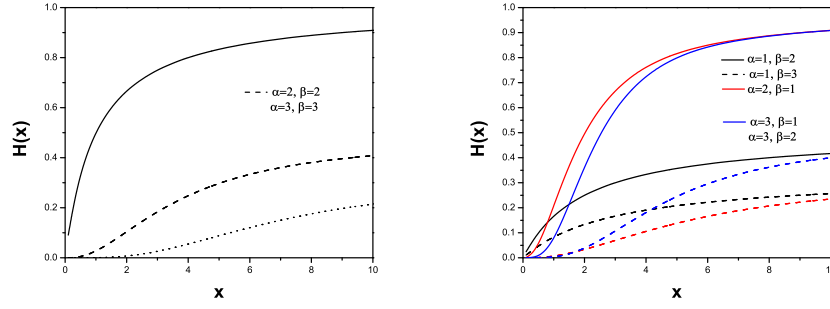 1.0
0.8
0.6
0.4
0.2
0.0
H(x)
α=2, β=2
α=3, β=3
0 2 4 6 8 10
x
1.0
0.9
0.8
0.7
0.6
0.5
0.4
0.3
0.2
0.1
0.0
H(x)
α=1, β=2
α=1, β=3
α=2, β=1
α=3, β=1
α=3, β=2
0 2 4 6 8
x